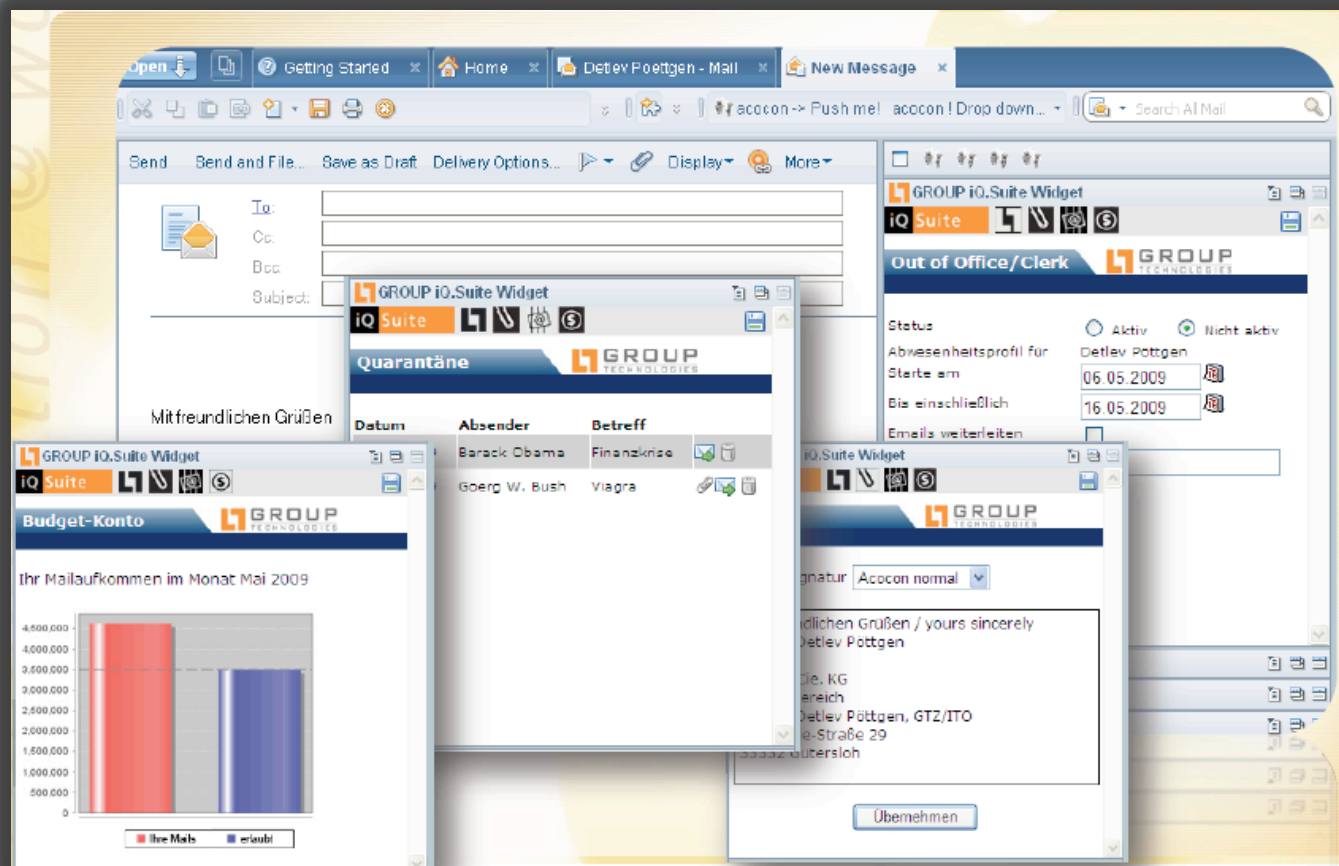 Open
Getting Started
Home
Detlev Poettgen - Mail
New Message
acocon -> Push me!
acocon ! Drop down...
Search All Mail
Send
Send and File...
Save as Draft
Delivery Options...
Display
More
To:
Cc:
Bcc:
Subject:
Mit freundlichen Grüßen
GROUP iQ.Suite Widget
iQ Suite
Out of Office/Clerk
GROUP
TECHNOLOGIES
Status
Aktiv
Nicht aktiv
Abwesenheitsprofil für
Detlev Pöttgen
Starte am
06.05.2009
Bis einschließlich
16.05.2009
Emails weiterleiten
GROUP iQ.Suite Widget
iQ Suite
Quarantäne
GROUP
TECHNOLOGIES
Datum Absender Betreff
Barack Obama Finanzkrise
Goerg W. Bush Viagra
GROUP iQ.Suite Widget
iQ Suite
Budget-Konto
GROUP
TECHNOLOGIES
Ihr Mailaufkommen im Monat Mai 2009
4,500,000
4,000,000
3,500,000
3,000,000
2,500,000
2,000,000
1,500,000
1,000,000
500,000
0
Ihre Mails
erlaubt
iQ.Suite Widget
GROUP
TECHNOLOGIES
gnatur
Acocon normal
dlichen Grüßen / yours sincerely
Detlev Pöttgen
Cie. KG
ereich
Detlev Pöttgen, GTZ/ITO
e-Straße 29
33332 Gütersloh
Übernehmen